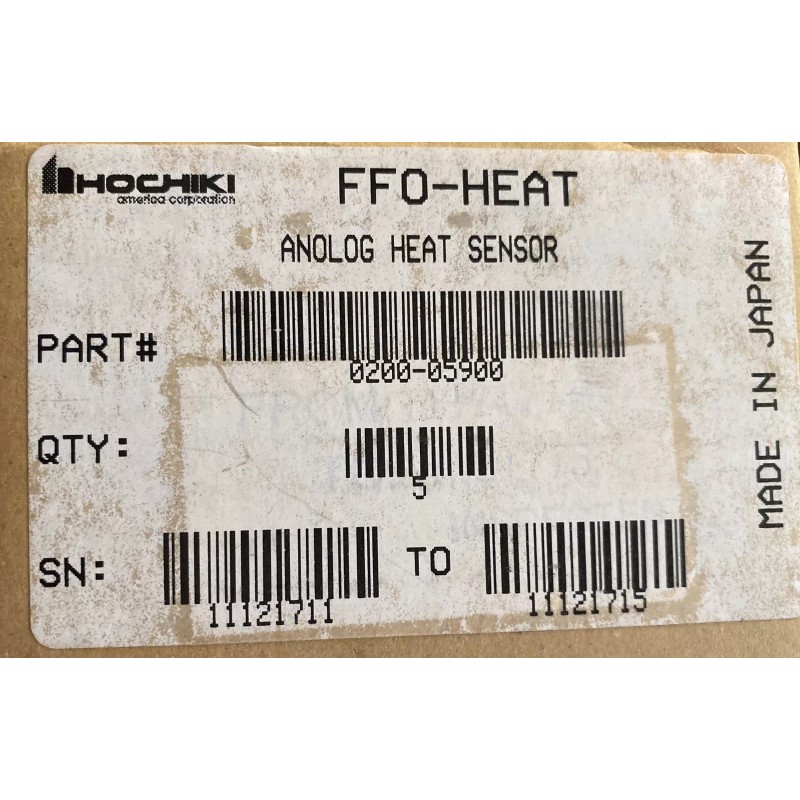 HOCHIKI
america corporation
FFO-HEAT
ANOLOG HEAT SENSOR
PART#
0200-05900
QTY:
5
SN:
11121711
TO
11121715
MADE IN JAPAN